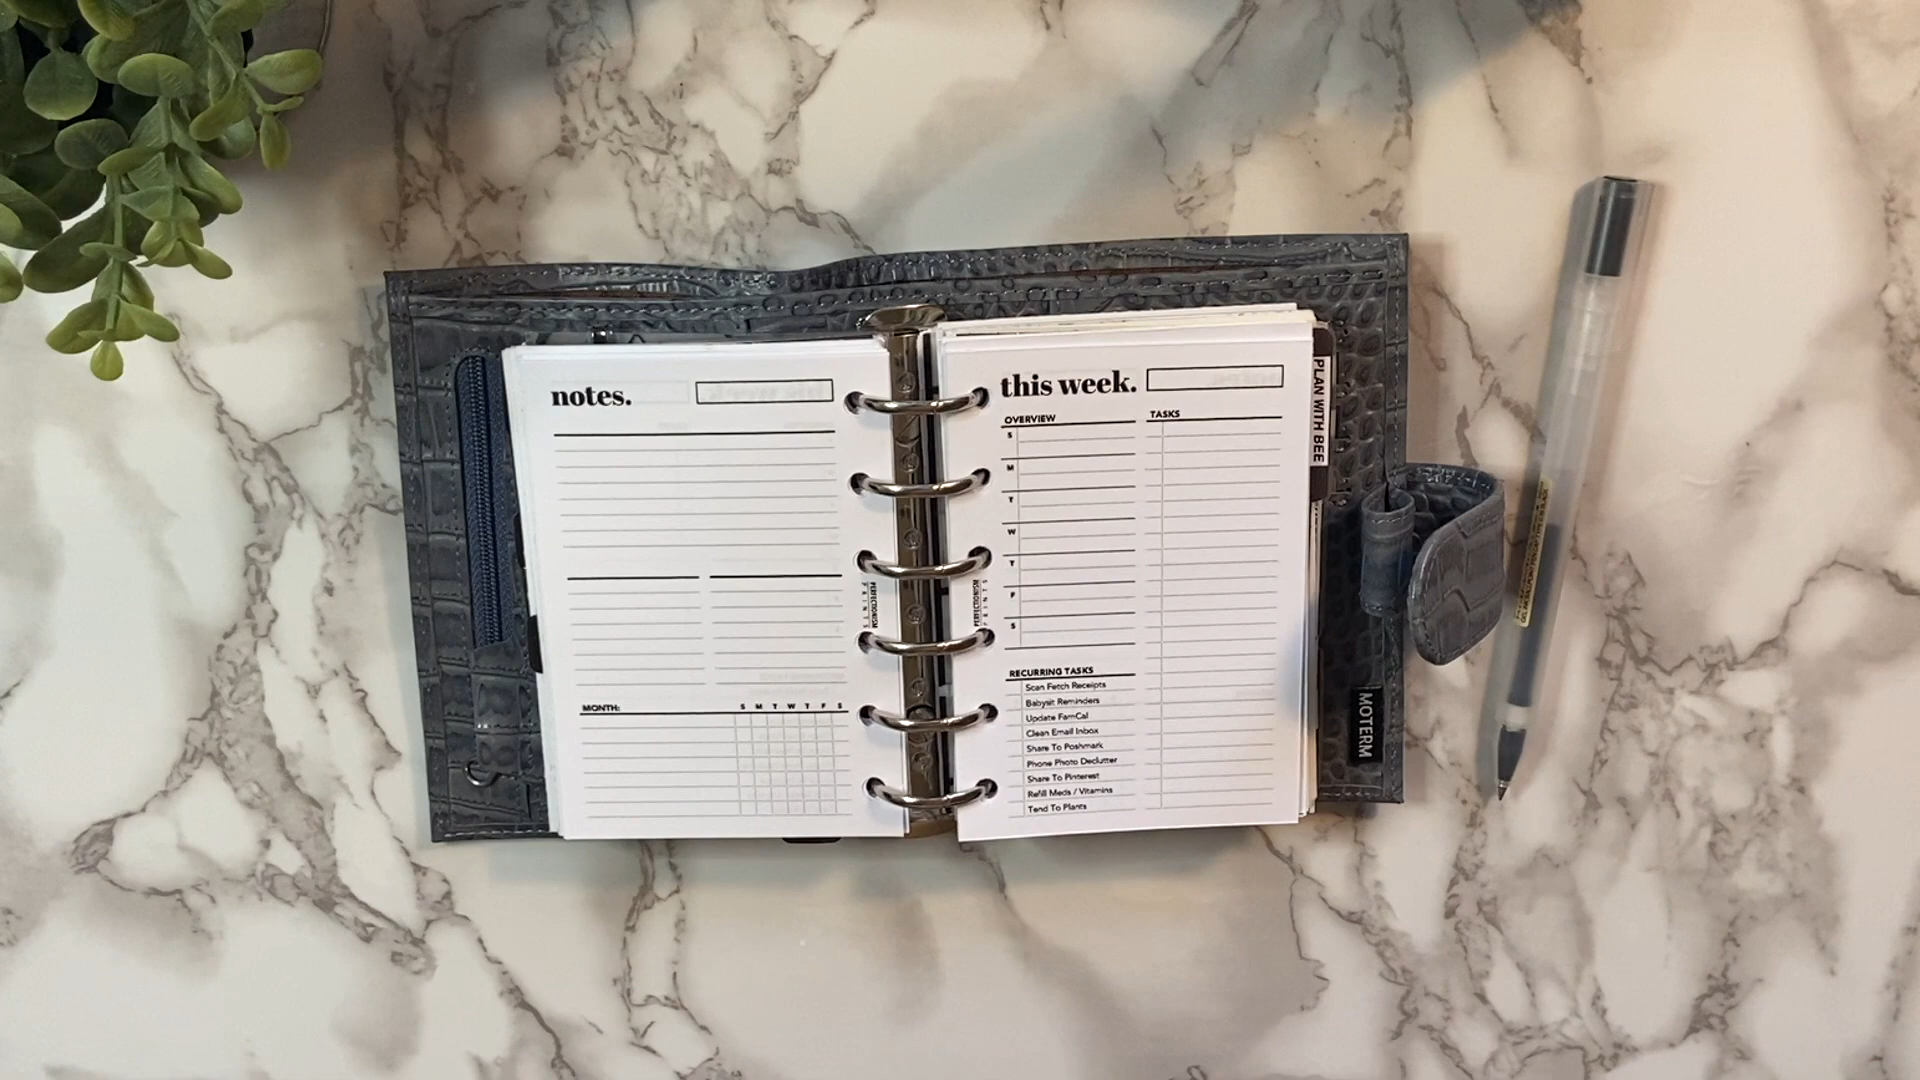 notes.
MONTH:
S M T W T F S
PERFECTIONISM
PRINTS
this week.
OVERVIEW
S
M
T
W
T
F
S
TASKS
RECURRING TASKS
Scan Fetch Receipts
Babysit Reminders
Update FamCal
Clean Email Inbox
Share To Poshmark
Phone Photo Declutter
Share To Pinterest
Refill Meds / Vitamins
Tend To Plants
PERFECTIONISM
PRINTS
PLAN WITH BEE
MOTERM